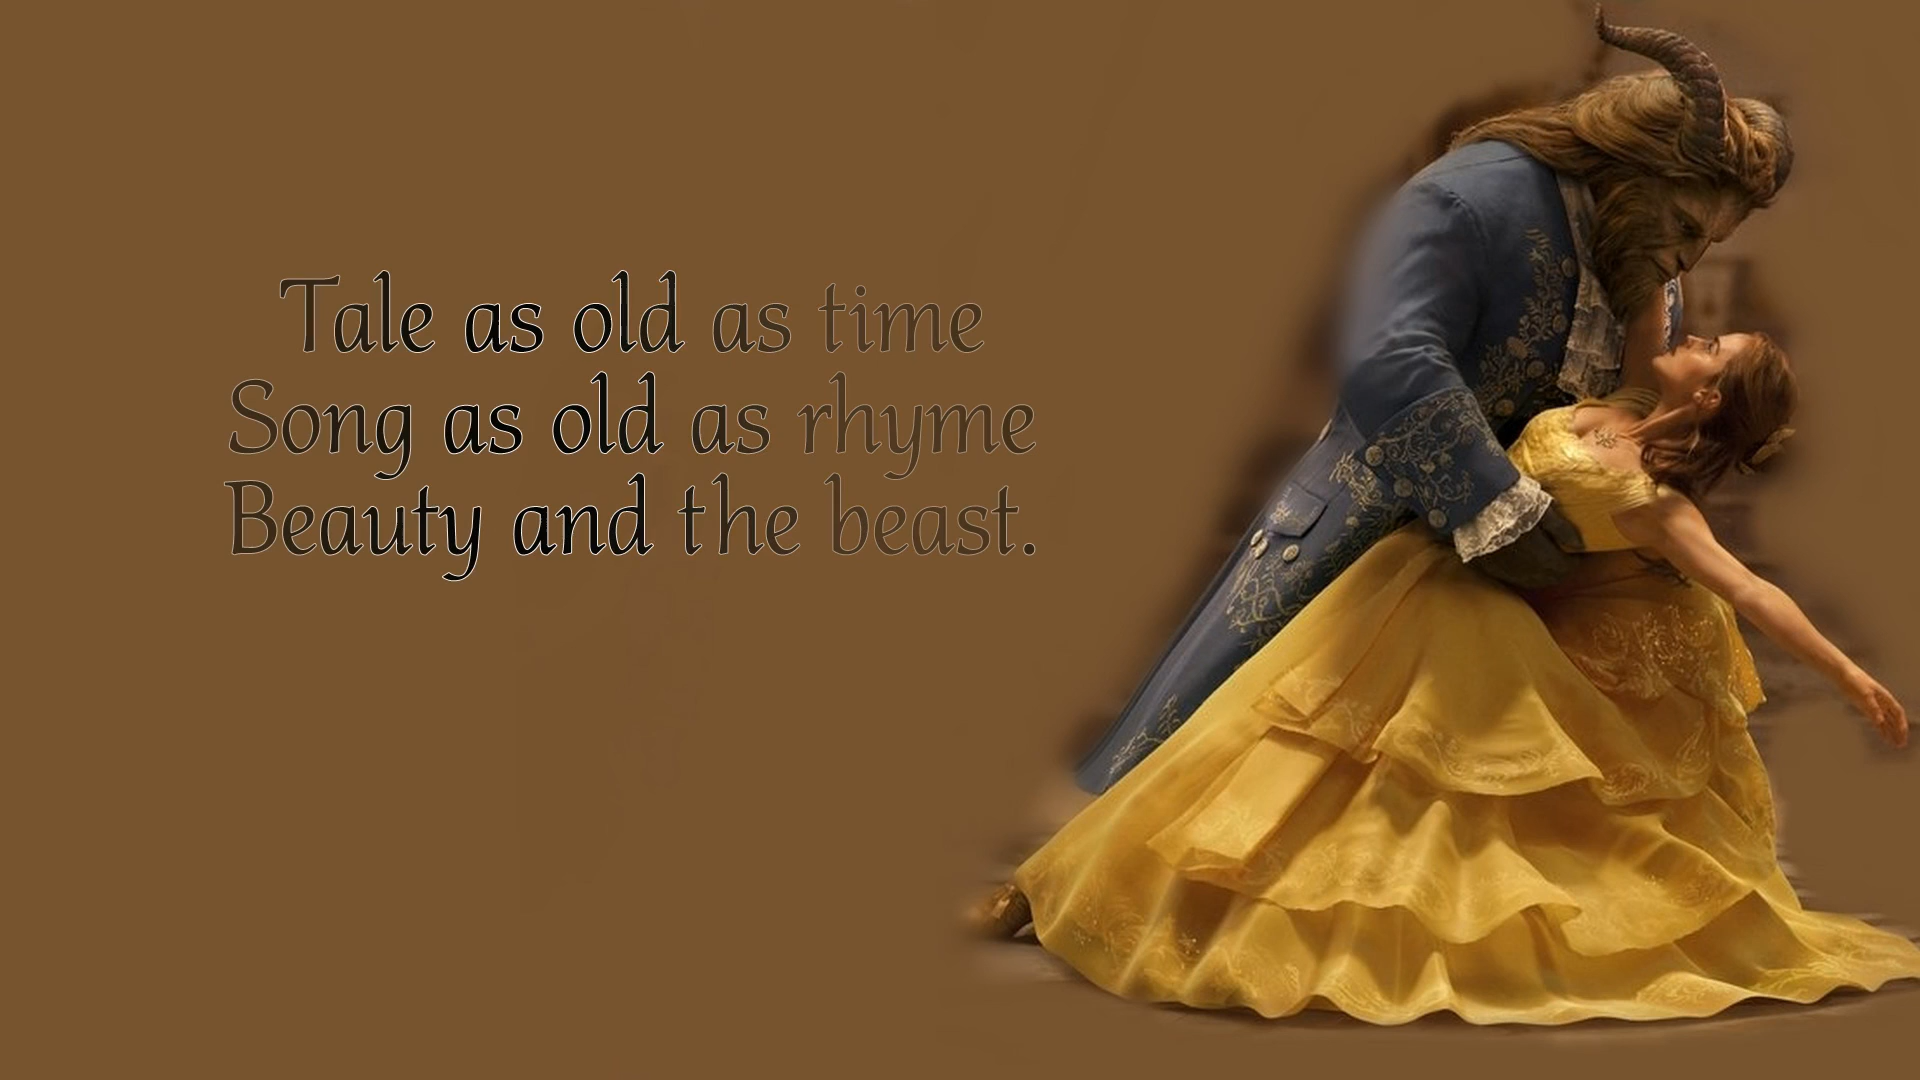 Tale as old as time
Song as old as rhyme
Beauty and the beast.